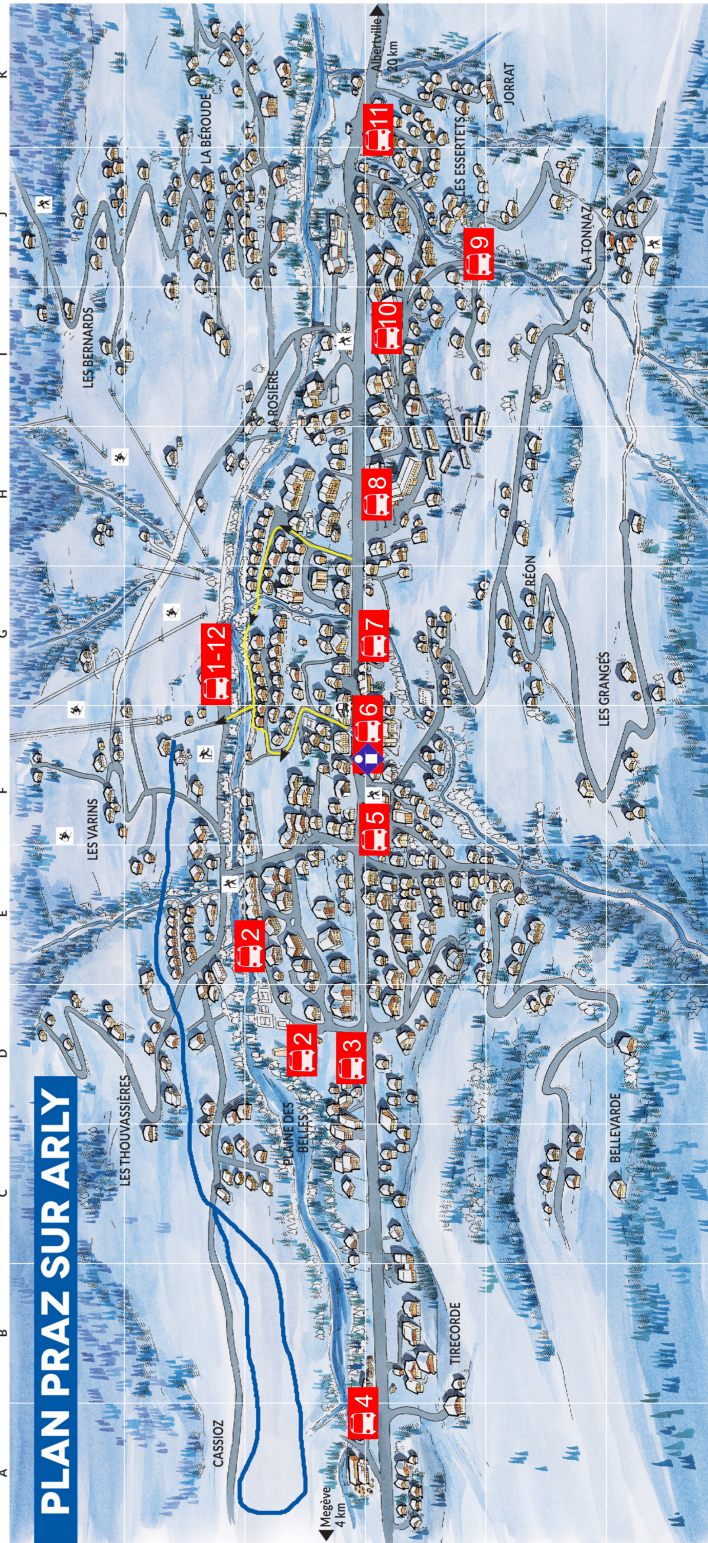 PLAN PRAZ SUR ARLY
A
B
C
D
E
F
G
H
I
J
K
LES THOUVASSIÈRES
LES VARINS
LES BERNARDS
LA BÉROUDE
CASSIOZ
LA ROSIÈRE
1-12
2
2
PLAINE DES
BELLES
Megève
4 km
Albertville
20 km
4
3
5
6
i
7
8
10
11
9
TIRECORDE
LES ESSERTETS
JORRAT
BELLEVARDE
RÉON
LES GRANGES
LA TONNAZ